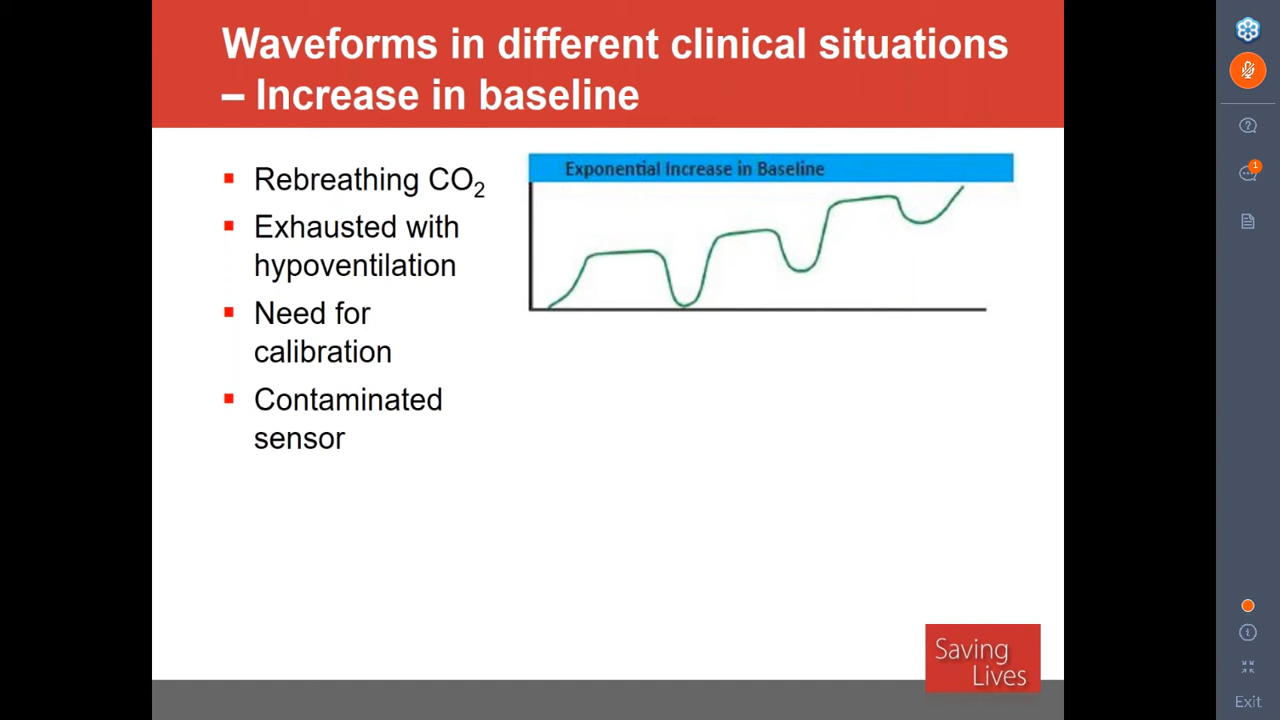 Waveforms in different clinical situations
– Increase in baseline
▪ Rebreathing CO₂
▪ Exhausted with
hypoventilation
▪ Need for
calibration
▪ Contaminated
sensor
Exponential Increase in Baseline
Saving
Lives
1
Exit